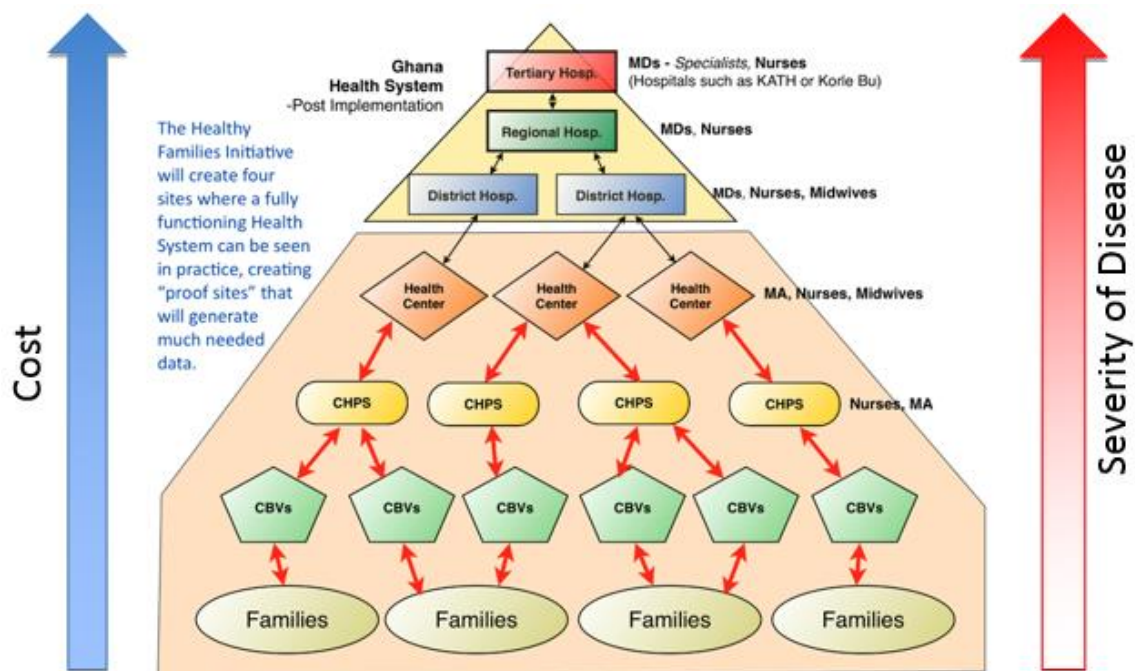 Cost
Ghana
Health System
-Post Implementation
The Healthy
Families Initiative
will create four
sites where a fully
functioning Health
System can be seen
in practice, creating
“proof sites” that
will generate
much needed
data.
Tertiary Hosp.
MDs - Specialists, Nurses
(Hospitals such as KATH or Korle Bu)
Regional Hosp.
MDs, Nurses
District Hosp.
District Hosp.
MDs, Nurses, Midwives
Health
Center
Health
Center
Health
Center
MA, Nurses, Midwives
CHPS
CHPS
CHPS
CHPS
Nurses, MA
CBVs
CBVs
CBVs
CBVs
CBVs
CBVs
Families
Families
Families
Families
Severity of Disease